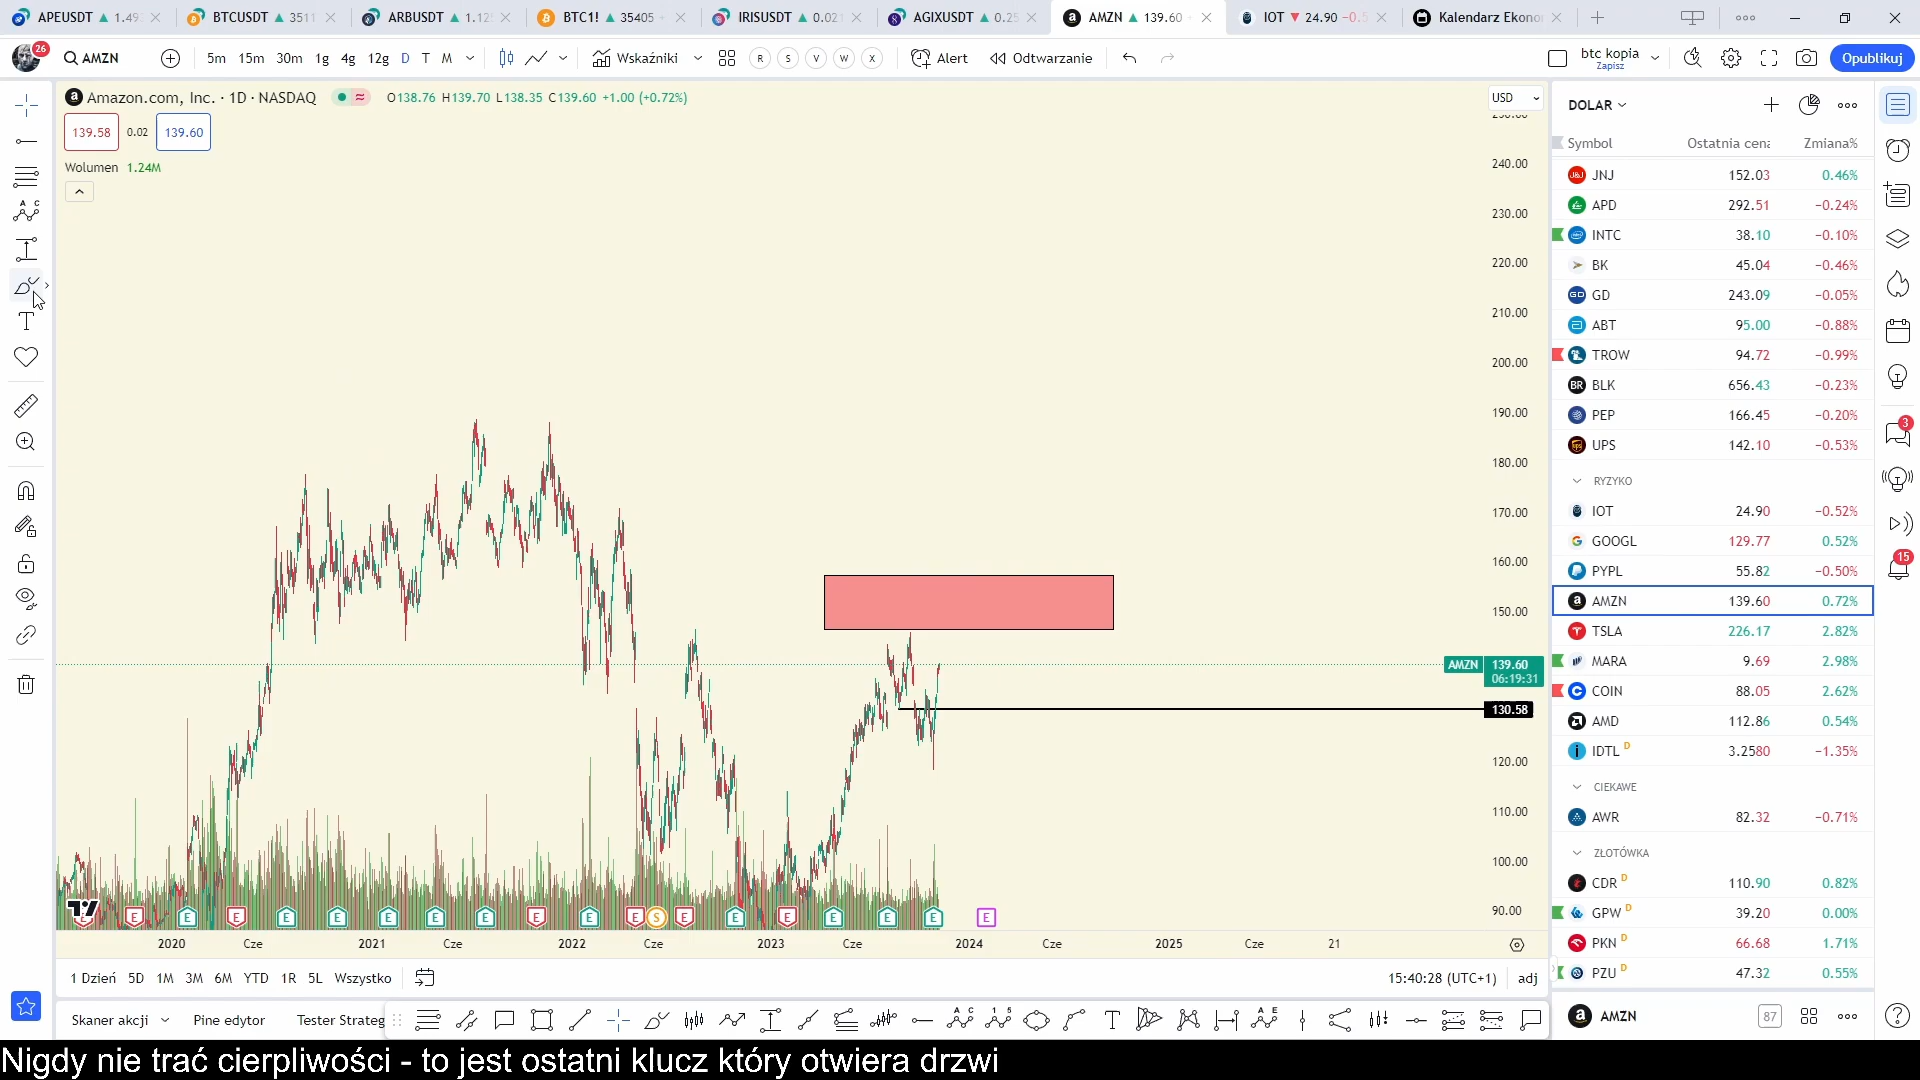 APEUSDT ▲ 1.49
BTCUSDT ▲ 3511
ARBUSDT ▲ 1.12
BTC1! ▲ 35405
IRISUSDT ▲ 0.02
AGIXUSDT ▲ 0.25
AMZN ▲ 139.60
IOT ▼ 24.90 −0.5
Kalendarz Ekono
26
AMZN
5m 15m 30m 1g 4g 12g D T M
Wskaźniki
R S V W X
Alert
Odtwarzanie
btc kopia
Zapisz
Opublikuj
Amazon.com, Inc. · 1D · NASDAQ
O138.76 H139.70 L138.35 C139.60 +1.00 (+0.72%)
USD
139.58 0.02 139.60
Wolumen 1.24M
240.00
230.00
220.00
210.00
200.00
190.00
180.00
170.00
160.00
150.00
AMZN 139.60
06:19:31
130.58
120.00
110.00
100.00
90.00
E E E E E E E E E E E E S E E E E E E E
2020 Cze 2021 Cze 2022 Cze 2023 Cze 2024 Cze 2025 Cze 21
1 Dzień 5D 1M 3M 6M YTD 1R 5L Wszystko
15:40:28 (UTC+1) adj
Skaner akcji
Pine edytor
Tester Strateg
DOLAR
Symbol Ostatnia cena Zmiana%
JNJ 152.03 0.46%
APD 292.51 −0.24%
INTC 38.10 −0.10%
BK 45.04 −0.46%
GD 243.09 −0.05%
ABT 95.00 −0.88%
TROW 94.72 −0.99%
BLK 656.43 −0.23%
PEP 166.45 −0.20%
UPS 142.10 −0.53%
RYZYKO
IOT 24.90 −0.52%
GOOGL 129.77 0.52%
PYPL 55.82 −0.50%
AMZN 139.60 0.72%
TSLA 226.17 2.82%
MARA 9.69 2.98%
COIN 88.05 2.62%
AMD 112.86 0.54%
IDTL D 3.2580 −1.35%
CIEKAWE
AWR 82.32 −0.71%
ZŁOTÓWKA
CDR D 110.90 0.82%
GPW D 39.20 0.00%
PKN D 66.68 1.71%
PZU D 47.32 0.55%
AMZN 87
3
15
Nigdy nie trać cierpliwości - to jest ostatni klucz który otwiera drzwi